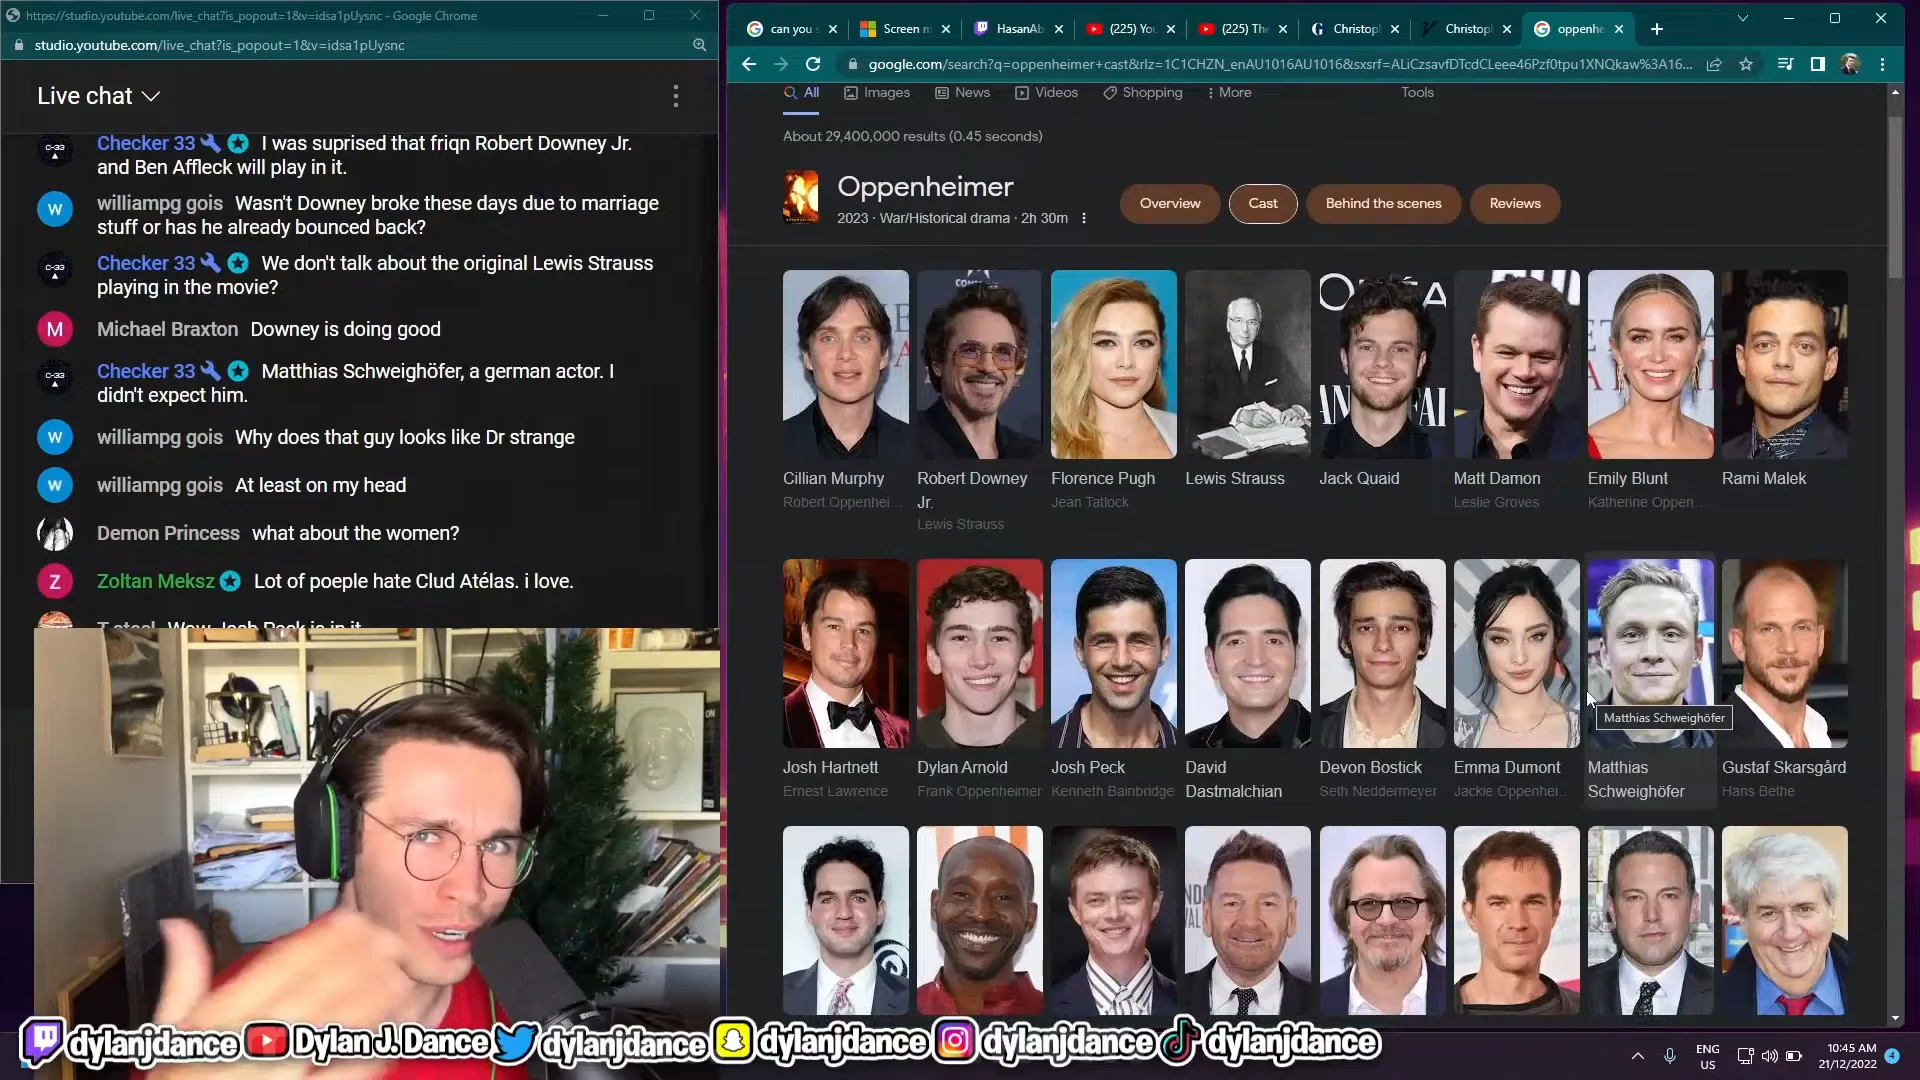 https://studio.youtube.com/live_chat?is_popout=1&v=idsa1pUysnc - Google Chrome
studio.youtube.com/live_chat?is_popout=1&v=idsa1pUysnc
Live chat
Checker 33 I was suprised that friqn Robert Downey Jr.
and Ben Affleck will play in it.
williampg gois Wasn't Downey broke these days due to marriage
stuff or has he already bounced back?
Checker 33 We don't talk about the original Lewis Strauss
playing in the movie?
Michael Braxton Downey is doing good
Checker 33 Matthias Schweighöfer, a german actor. I
didn't expect him.
williampg gois Why does that guy looks like Dr strange
williampg gois At least on my head
Demon Princess what about the women?
Zoltan Meksz Lot of poeple hate Clud Atélas. i love.
can you s
Screen m
HasanAb
(225) You
(225) The
Christoph
Christoph
oppenhe
google.com/search?q=oppenheimer+cast&rlz=1C1CHZN_enAU1016AU1016&sxsrf=ALiCzsavfDTcdCLeee46Pzf0tpu1XNQkaw%3A16...
All Images News Videos Shopping More Tools
About 29,400,000 results (0.45 seconds)
Oppenheimer
2023 · War/Historical drama · 2h 30m
Overview Cast Behind the scenes Reviews
Cillian Murphy
Robert Oppenhei...
Robert Downey
Jr.
Lewis Strauss
Florence Pugh
Jean Tatlock
Lewis Strauss
Jack Quaid
Matt Damon
Leslie Groves
Emily Blunt
Katherine Oppen...
Rami Malek
Matthias Schweighöfer
Josh Hartnett
Ernest Lawrence
Dylan Arnold
Frank Oppenheimer
Josh Peck
Kenneth Bainbridge
David
Dastmalchian
Devon Bostick
Seth Neddermeyer
Emma Dumont
Jackie Oppenhei...
Matthias
Schweighöfer
Gustaf Skarsgård
Hans Bethe
dylanjdance Dylan J. Dance dylanjdance dylanjdance dylanjdance dylanjdance
ENG
US
10:45 AM
21/12/2022
4